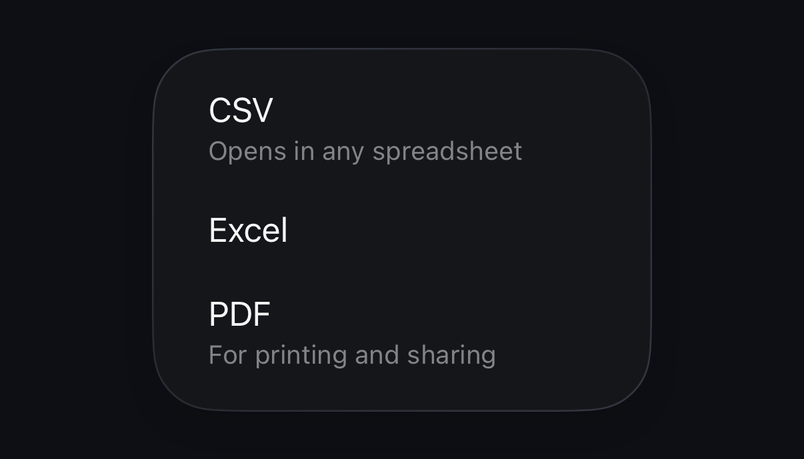 CSV
Opens in any spreadsheet
Excel
PDF
For printing and sharing